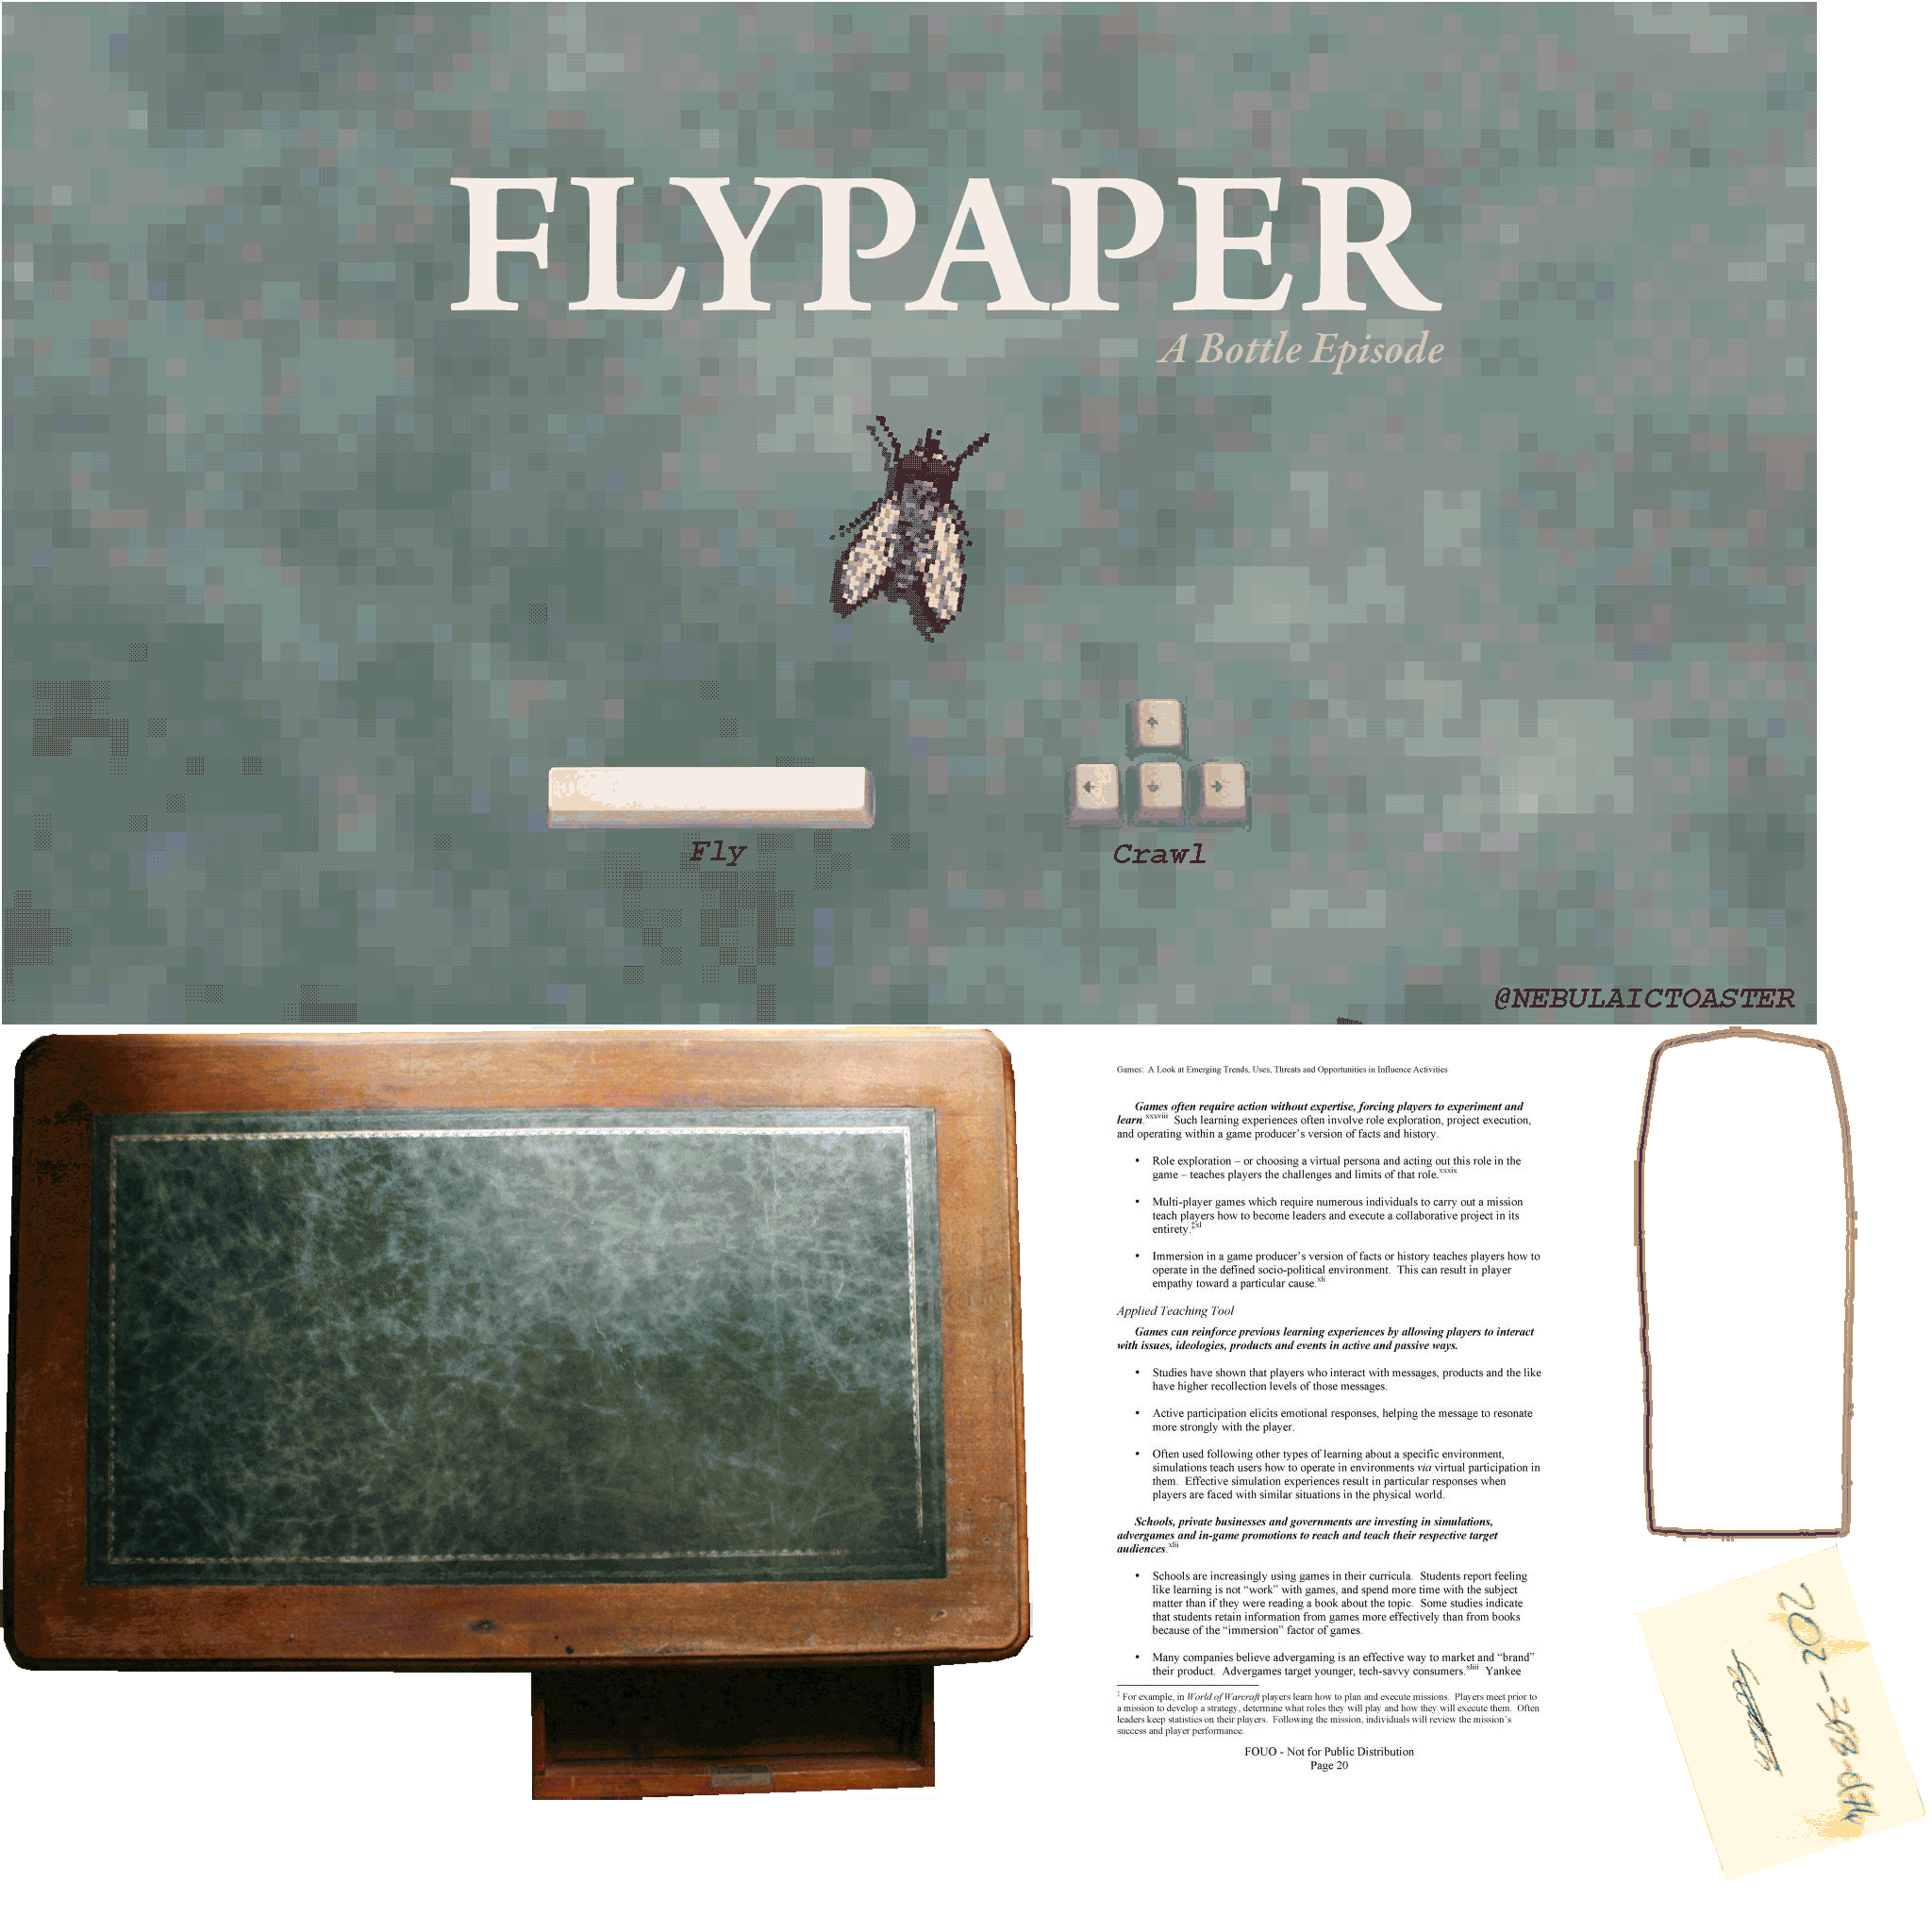 FLYPAPER
A Bottle Episode
Fly
Crawl
@NEBULAICTOASTER
Games:  A Look at Emerging Trends, Uses, Threats and Opportunities in Influence Activities
Games often require action without expertise, forcing players to experiment and
learn.xxxviii  Such learning experiences often involve role exploration, project execution,
and operating within a game producer’s version of facts and history.
• Role exploration – or choosing a virtual persona and acting out this role in the
game – teaches players the challenges and limits of that role.xxxix
• Multi-player games which require numerous individuals to carry out a mission
teach players how to become leaders and execute a collaborative project in its
entirety.‡xl
• Immersion in a game producer’s version of facts or history teaches players how to
operate in the defined socio-political environment.  This can result in player
empathy toward a particular cause.xli
Applied Teaching Tool
Games can reinforce previous learning experiences by allowing players to interact
with issues, ideologies, products and events in active and passive ways.
• Studies have shown that players who interact with messages, products and the like
have higher recollection levels of those messages.
• Active participation elicits emotional responses, helping the message to resonate
more strongly with the player.
• Often used following other types of learning about a specific environment,
simulations teach users how to operate in environments via virtual participation in
them.  Effective simulation experiences result in particular responses when
players are faced with similar situations in the physical world.
Schools, private businesses and governments are investing in simulations,
advergames and in-game promotions to reach and teach their respective target
audiences.xlii
• Schools are increasingly using games in their curricula.  Students report feeling
like learning is not “work” with games, and spend more time with the subject
matter than if they were reading a book about the topic.  Some studies indicate
that students retain information from games more effectively than from books
because of the “immersion” factor of games.
• Many companies believe advergaming is an effective way to market and “brand”
their product.  Advergames target younger, tech-savvy consumers.xliii  Yankee
‡ For example, in World of Warcraft players learn how to plan and execute missions.  Players meet prior to
a mission to develop a strategy, determine what roles they will play and how they will execute them.  Often
leaders keep statistics on their players.  Following the mission, individuals will review the mission’s
success and player performance.
FOUO - Not for Public Distribution
Page 20